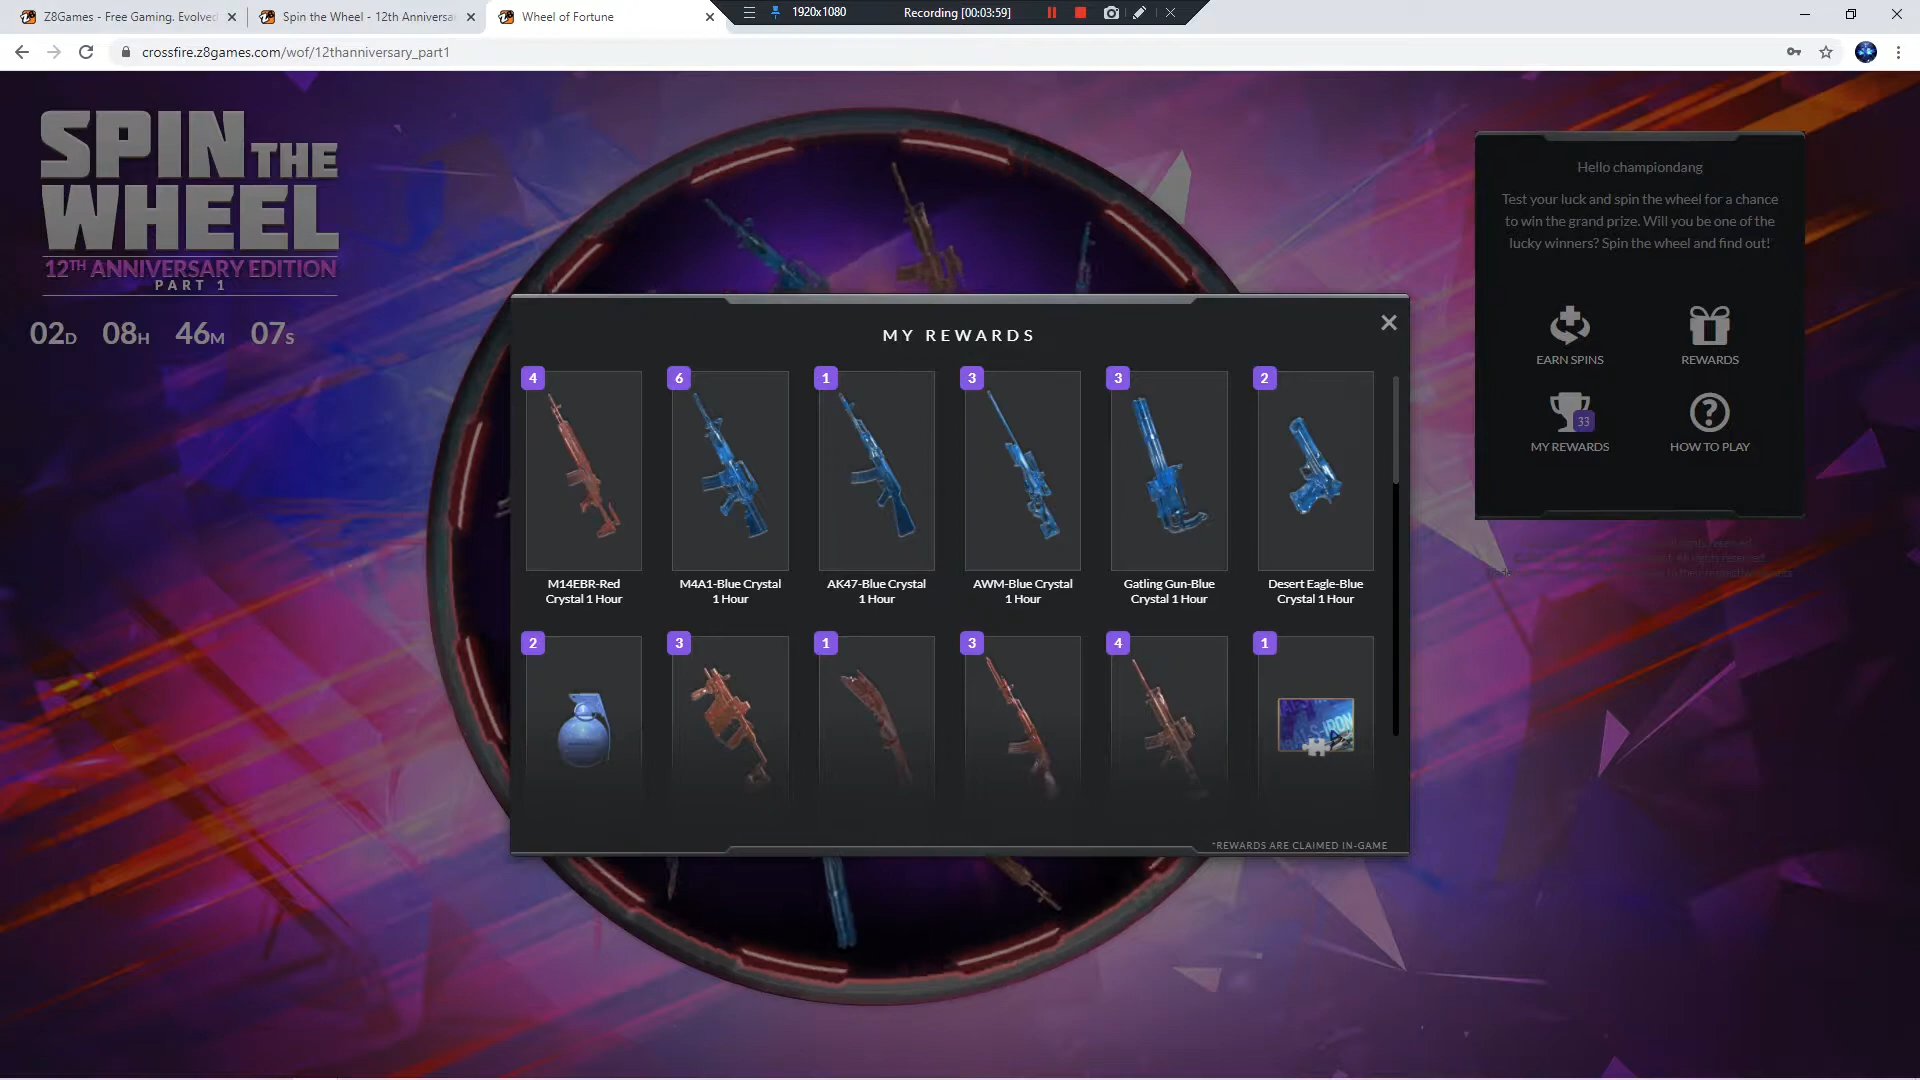 Z8Games - Free Gaming. Evolved
Spin the Wheel - 12th Anniversa
Wheel of Fortune
1920x1080
Recording [00:03:59]
crossfire.z8games.com/wof/12thanniversary_part1
SPIN THE
WHEEL
12TH ANNIVERSARY EDITION
PART 1
02D 08H 46M 07S
Hello championdang
Test your luck and spin the wheel for a chance
to win the grand prize. Will you be one of the
lucky winners? Spin the wheel and find out!
EARN SPINS
REWARDS
33
MY REWARDS
HOW TO PLAY
MY REWARDS
4 6 1 3 3 2
M14EBR-Red Crystal 1 Hour
M4A1-Blue Crystal 1 Hour
AK47-Blue Crystal 1 Hour
AWM-Blue Crystal 1 Hour
Gatling Gun-Blue Crystal 1 Hour
Desert Eagle-Blue Crystal 1 Hour
2 3 1 3 4 1
*REWARDS ARE CLAIMED IN-GAME